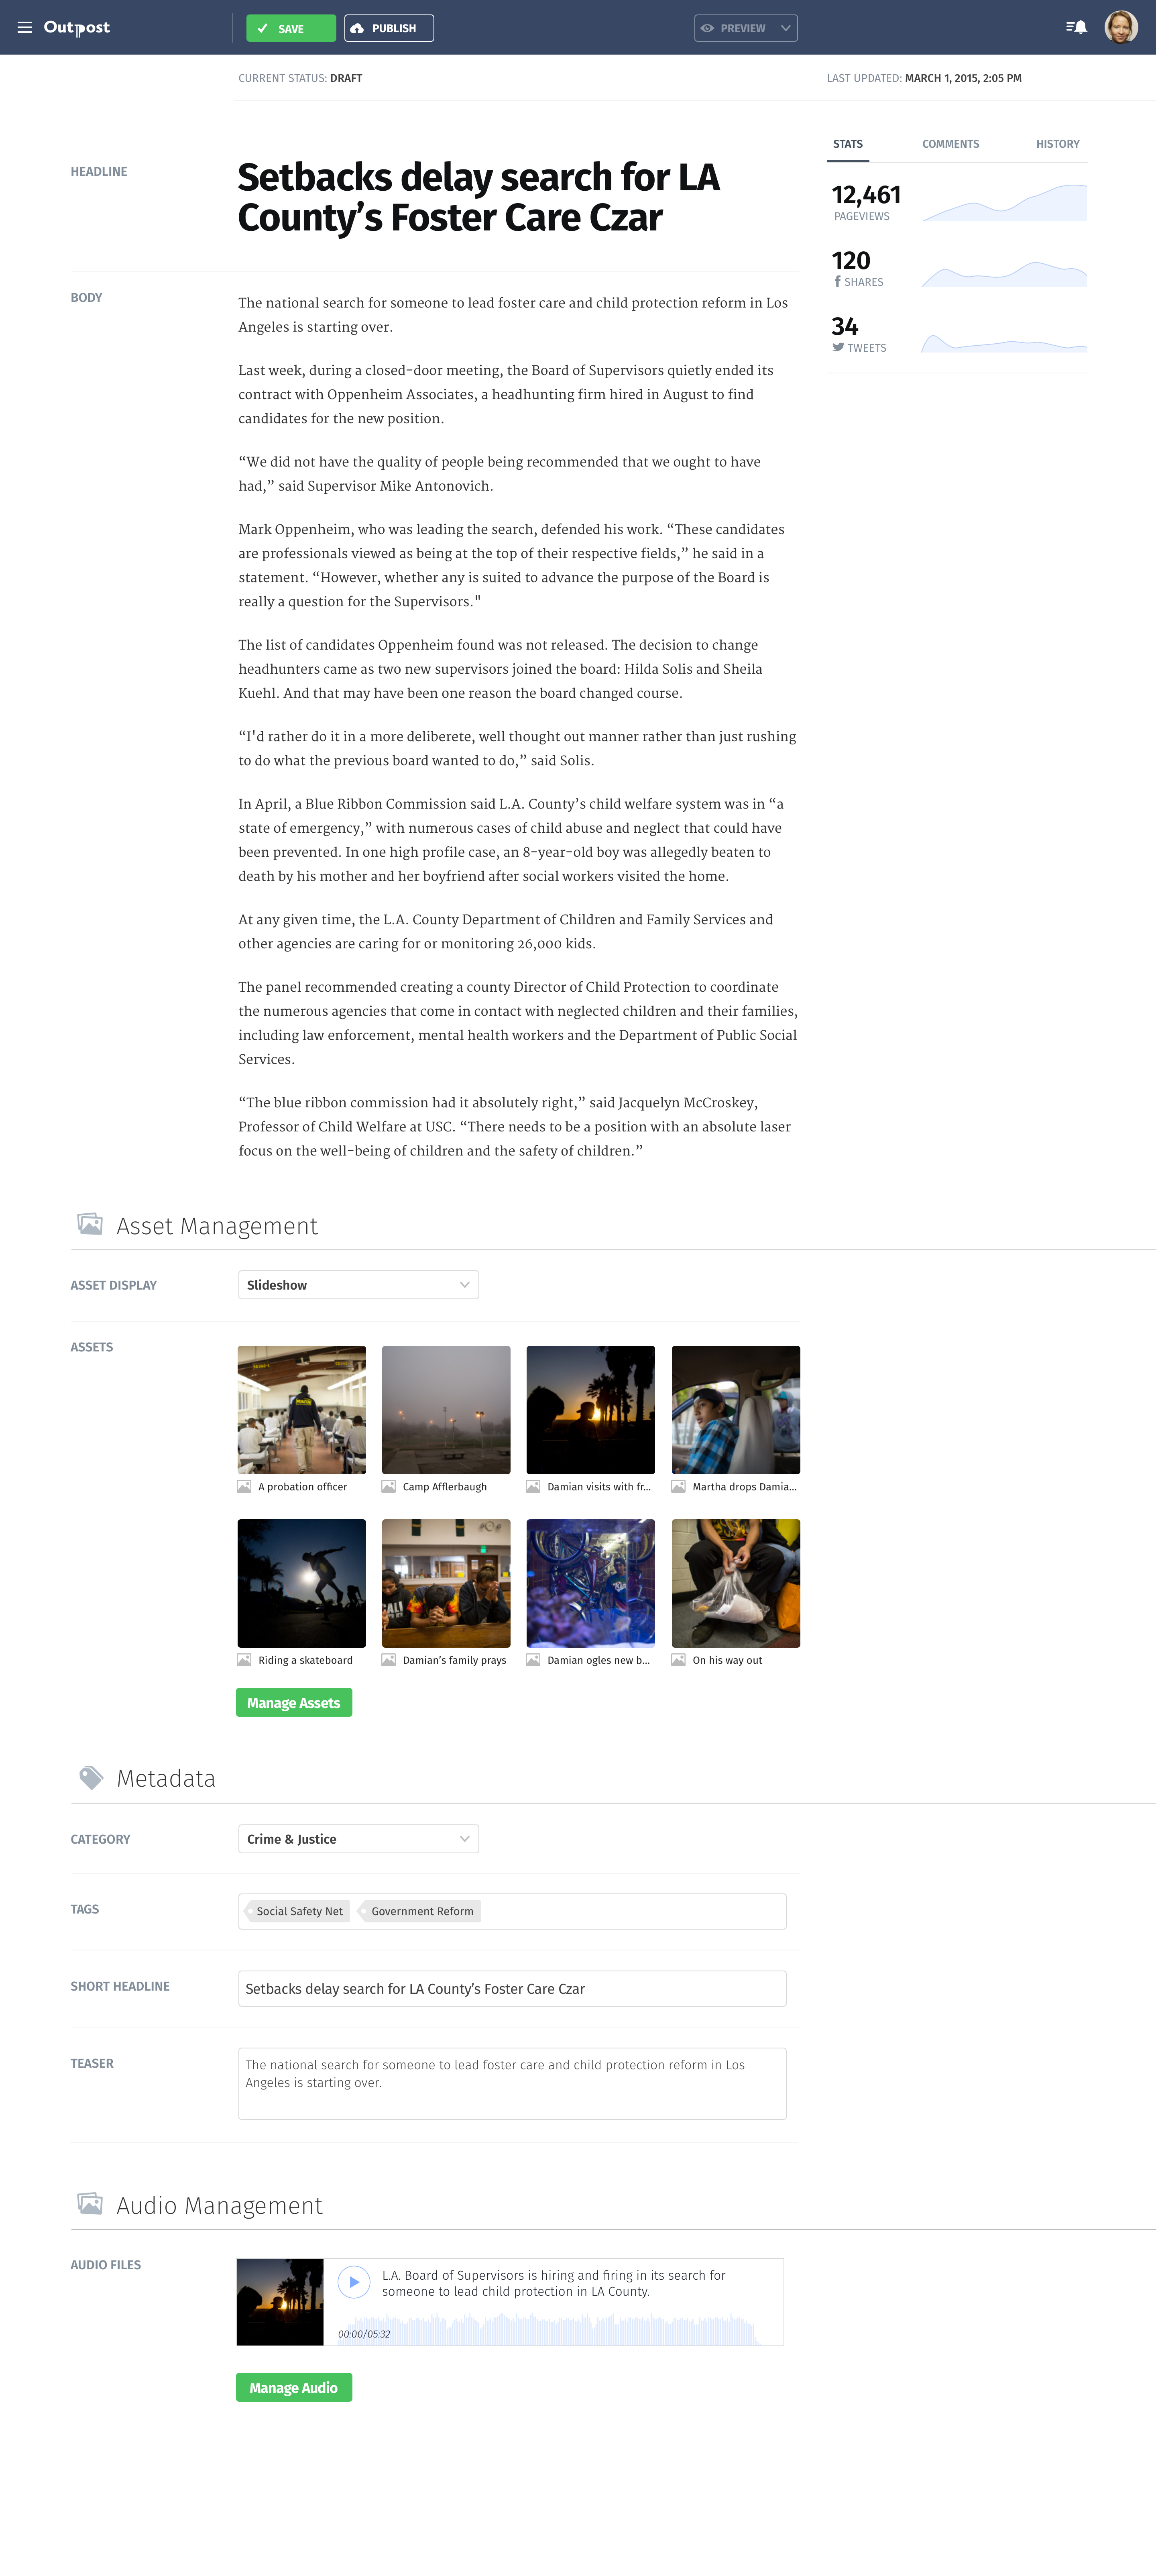 Outpost
SAVE
PUBLISH
PREVIEW
CURRENT STATUS: DRAFT
LAST UPDATED: MARCH 1, 2015, 2:05 PM
HEADLINE
Setbacks delay search for LA
County’s Foster Care Czar
STATS
COMMENTS
HISTORY
12,461
PAGEVIEWS
120
SHARES
34
TWEETS
BODY
The national search for someone to lead foster care and child protection reform in Los
Angeles is starting over.
Last week, during a closed-door meeting, the Board of Supervisors quietly ended its
contract with Oppenheim Associates, a headhunting firm hired in August to find
candidates for the new position.
“We did not have the quality of people being recommended that we ought to have
had,” said Supervisor Mike Antonovich.
Mark Oppenheim, who was leading the search, defended his work. “These candidates
are professionals viewed as being at the top of their respective fields,” he said in a
statement. “However, whether any is suited to advance the purpose of the Board is
really a question for the Supervisors."
The list of candidates Oppenheim found was not released. The decision to change
headhunters came as two new supervisors joined the board: Hilda Solis and Sheila
Kuehl. And that may have been one reason the board changed course.
“I'd rather do it in a more deliberete, well thought out manner rather than just rushing
to do what the previous board wanted to do,” said Solis.
In April, a Blue Ribbon Commission said L.A. County’s child welfare system was in “a
state of emergency,” with numerous cases of child abuse and neglect that could have
been prevented. In one high profile case, an 8-year-old boy was allegedly beaten to
death by his mother and her boyfriend after social workers visited the home.
At any given time, the L.A. County Department of Children and Family Services and
other agencies are caring for or monitoring 26,000 kids.
The panel recommended creating a county Director of Child Protection to coordinate
the numerous agencies that come in contact with neglected children and their families,
including law enforcement, mental health workers and the Department of Public Social
Services.
“The blue ribbon commission had it absolutely right,” said Jacquelyn McCroskey,
Professor of Child Welfare at USC. “There needs to be a position with an absolute laser
focus on the well-being of children and the safety of children.”
Asset Management
ASSET DISPLAY
Slideshow
ASSETS
A probation officer
Camp Afflerbaugh
Damian visits with fr...
Martha drops Damia...
Riding a skateboard
Damian’s family prays
Damian ogles new b...
On his way out
Manage Assets
Metadata
CATEGORY
Crime & Justice
TAGS
Social Safety Net
Government Reform
SHORT HEADLINE
Setbacks delay search for LA County’s Foster Care Czar
TEASER
The national search for someone to lead foster care and child protection reform in Los
Angeles is starting over.
Audio Management
AUDIO FILES
L.A. Board of Supervisors is hiring and firing in its search for
someone to lead child protection in LA County.
00:00/05:32
Manage Audio